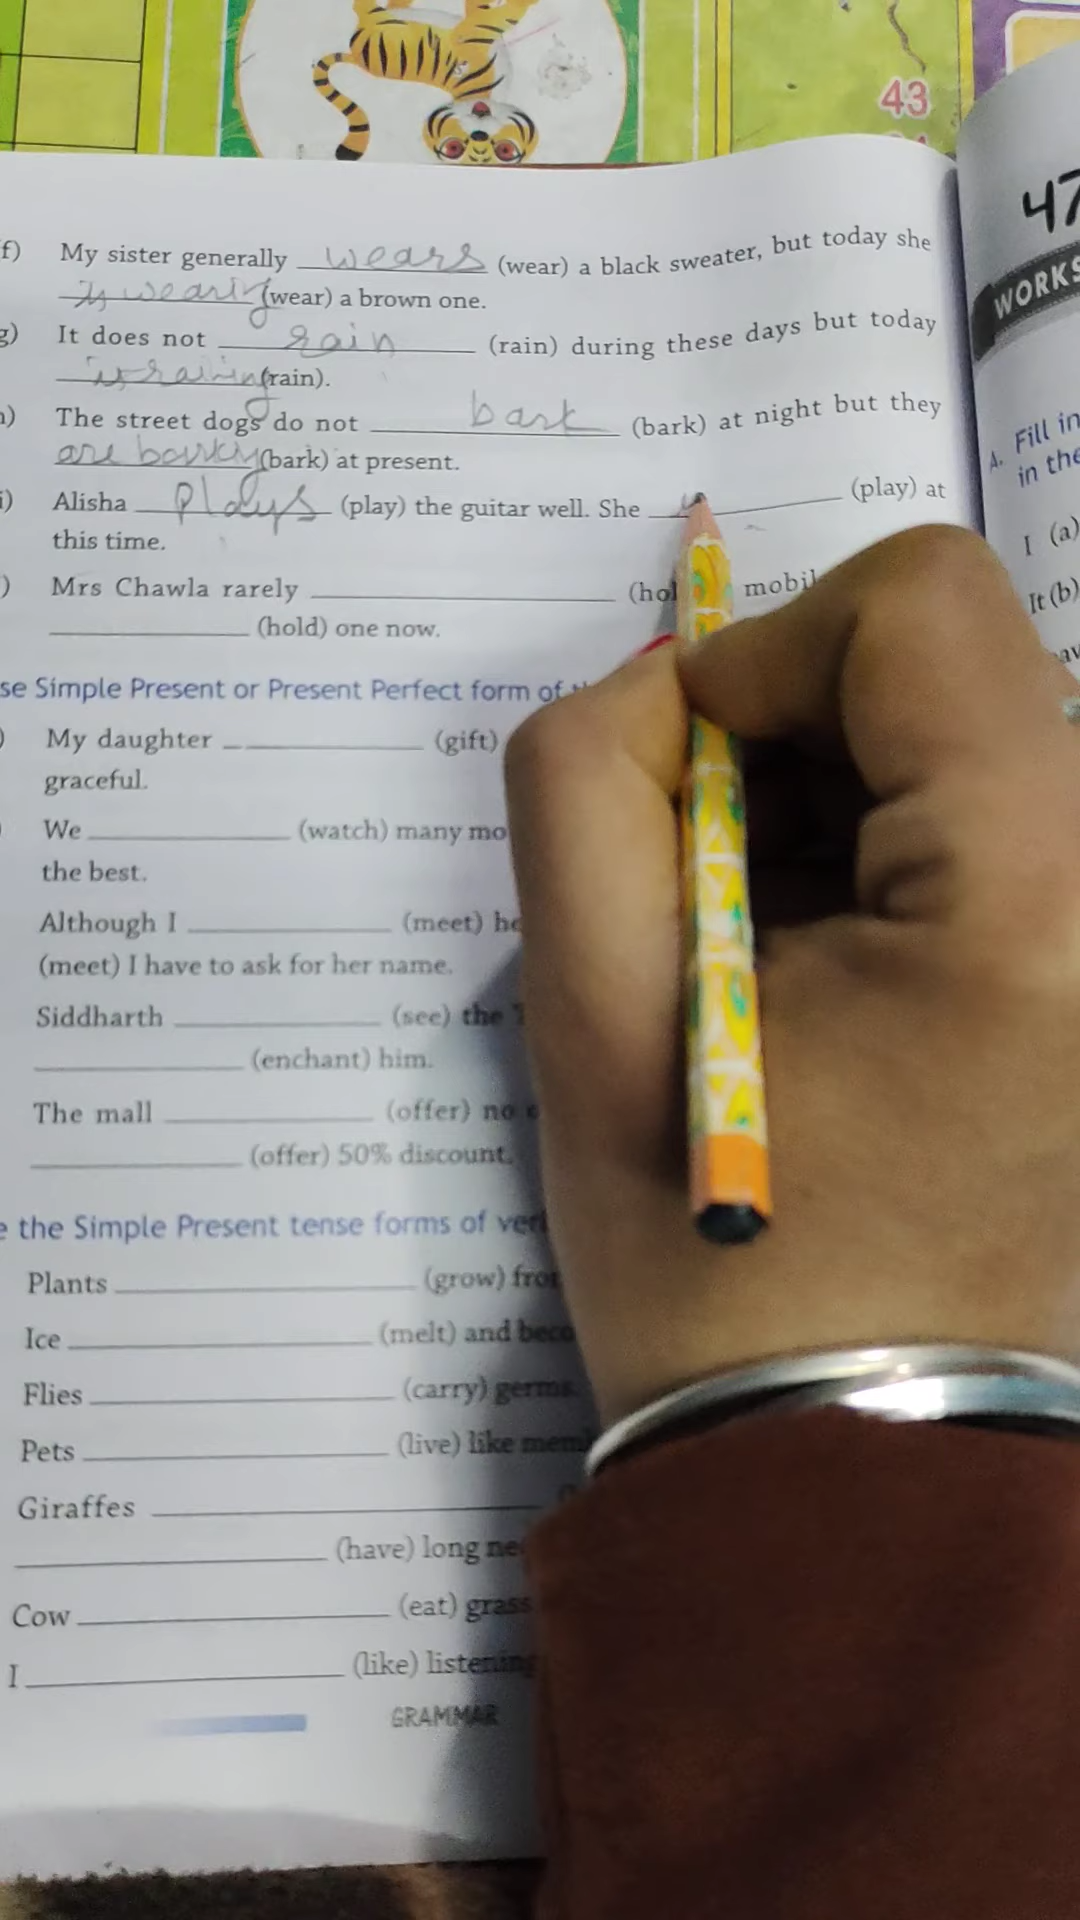 43
47
WORKS
f) My sister generally wears (wear) a black sweater, but today she
is wearing (wear) a brown one.
g) It does not rain (rain) during these days but today
is raining (rain).
) The street dogs do not bark (bark) at night but they
are barking (bark) at present.
i) Alisha plays (play) the guitar well. She (play) at
this time.
) Mrs Chawla rarely (hol mobil
(hold) one now.
se Simple Present or Present Perfect form of
) My daughter (gift)
graceful.
We (watch) many mo
the best.
Although I (meet) he
(meet) I have to ask for her name.
Siddharth (see) the
(enchant) him.
The mall (offer) no
(offer) 50% discount.
e the Simple Present tense forms of ver
Plants (grow) fro
Ice (melt) and beco
Flies (carry) germs
Pets (live) like mem
Giraffes
(have) long ne
Cow (eat) grass
I (like) listening
GRAMMAR
A. Fill in
in the
I (a)
It (b)